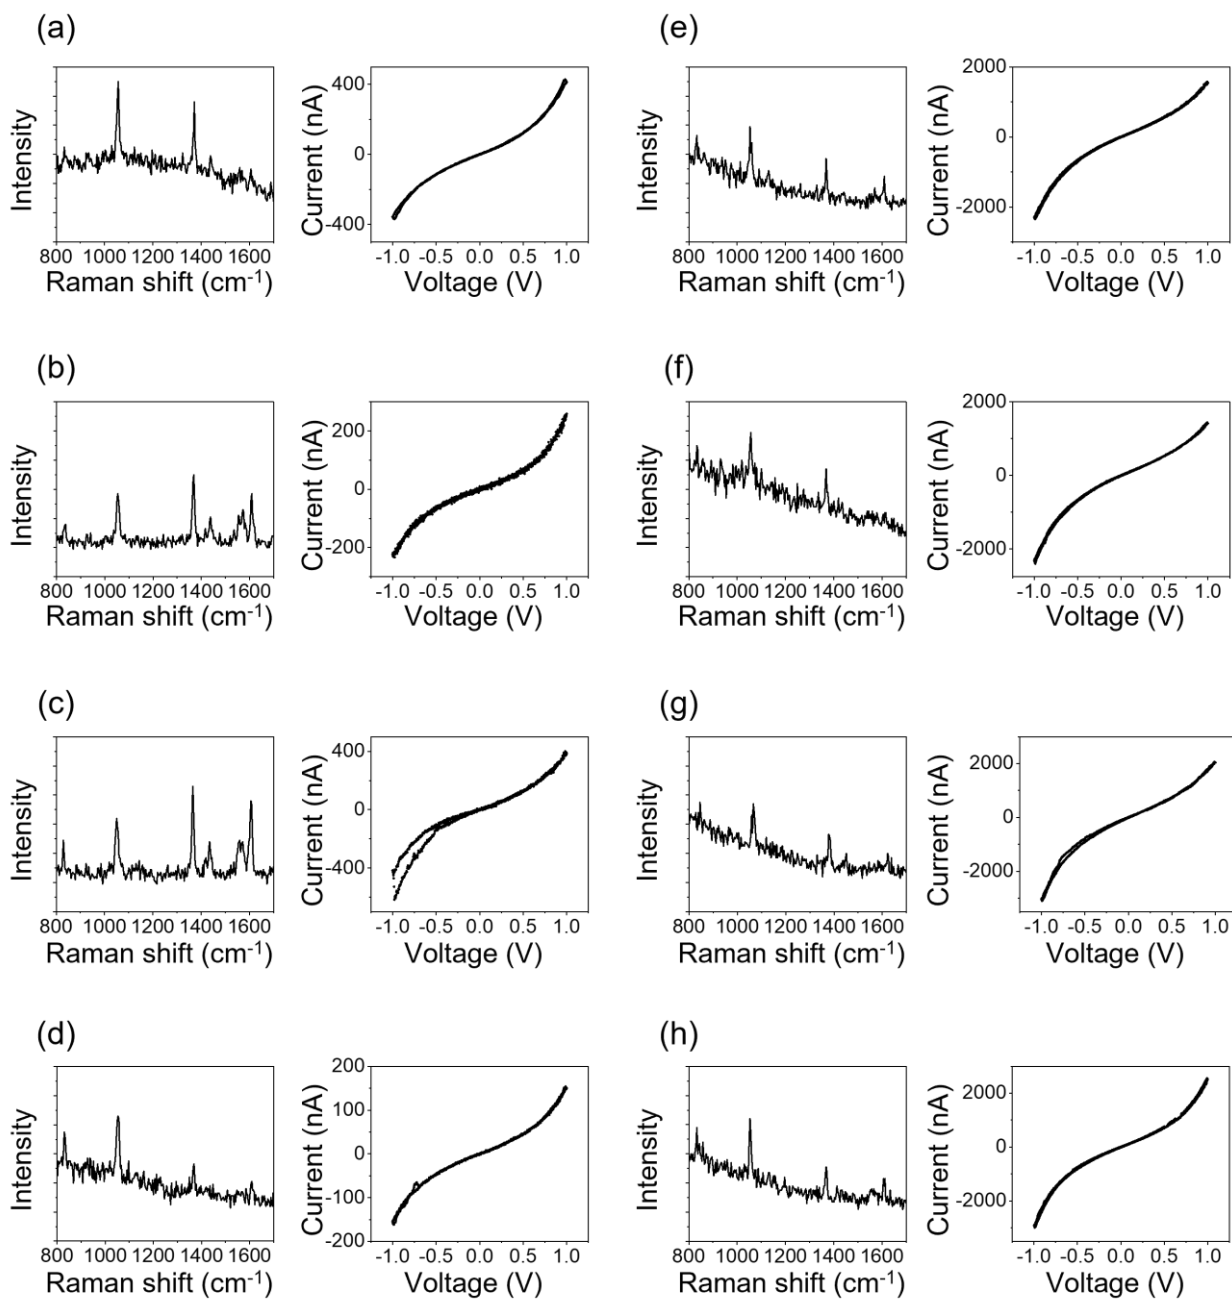 (a)
Intensity
800 1000 1200 1400 1600
Raman shift (cm-1)
Current (nA)
400
0
-400
-1.0 -0.5 0.0 0.5 1.0
Voltage (V)
(e)
Intensity
800 1000 1200 1400 1600
Raman shift (cm-1)
Current (nA)
2000
0
-2000
-1.0 -0.5 0.0 0.5 1.0
Voltage (V)
(b)
Intensity
800 1000 1200 1400 1600
Raman shift (cm-1)
Current (nA)
200
0
-200
-1.0 -0.5 0.0 0.5 1.0
Voltage (V)
(f)
Intensity
800 1000 1200 1400 1600
Raman shift (cm-1)
Current (nA)
2000
0
-2000
-1.0 -0.5 0.0 0.5 1.0
Voltage (V)
(c)
Intensity
800 1000 1200 1400 1600
Raman shift (cm-1)
Current (nA)
400
0
-400
-1.0 -0.5 0.0 0.5 1.0
Voltage (V)
(g)
Intensity
800 1000 1200 1400 1600
Raman shift (cm-1)
Current (nA)
2000
0
-2000
-1.0 -0.5 0.0 0.5 1.0
Voltage (V)
(d)
Intensity
800 1000 1200 1400 1600
Raman shift (cm-1)
Current (nA)
200
100
0
-100
-200
-1.0 -0.5 0.0 0.5 1.0
Voltage (V)
(h)
Intensity
800 1000 1200 1400 1600
Raman shift (cm-1)
Current (nA)
2000
0
-2000
-1.0 -0.5 0.0 0.5 1.0
Voltage (V)